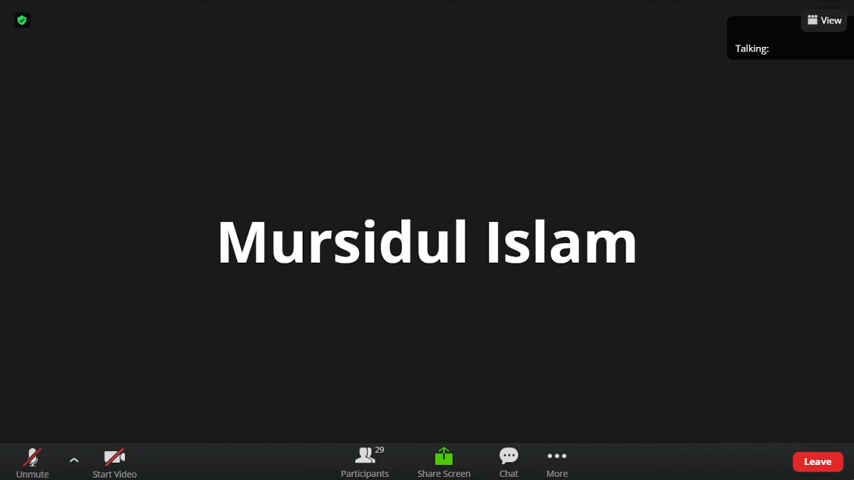 View
Talking:
Mursidul Islam
Unmute
Start Video
29
Participants
Share Screen
Chat
More
Leave